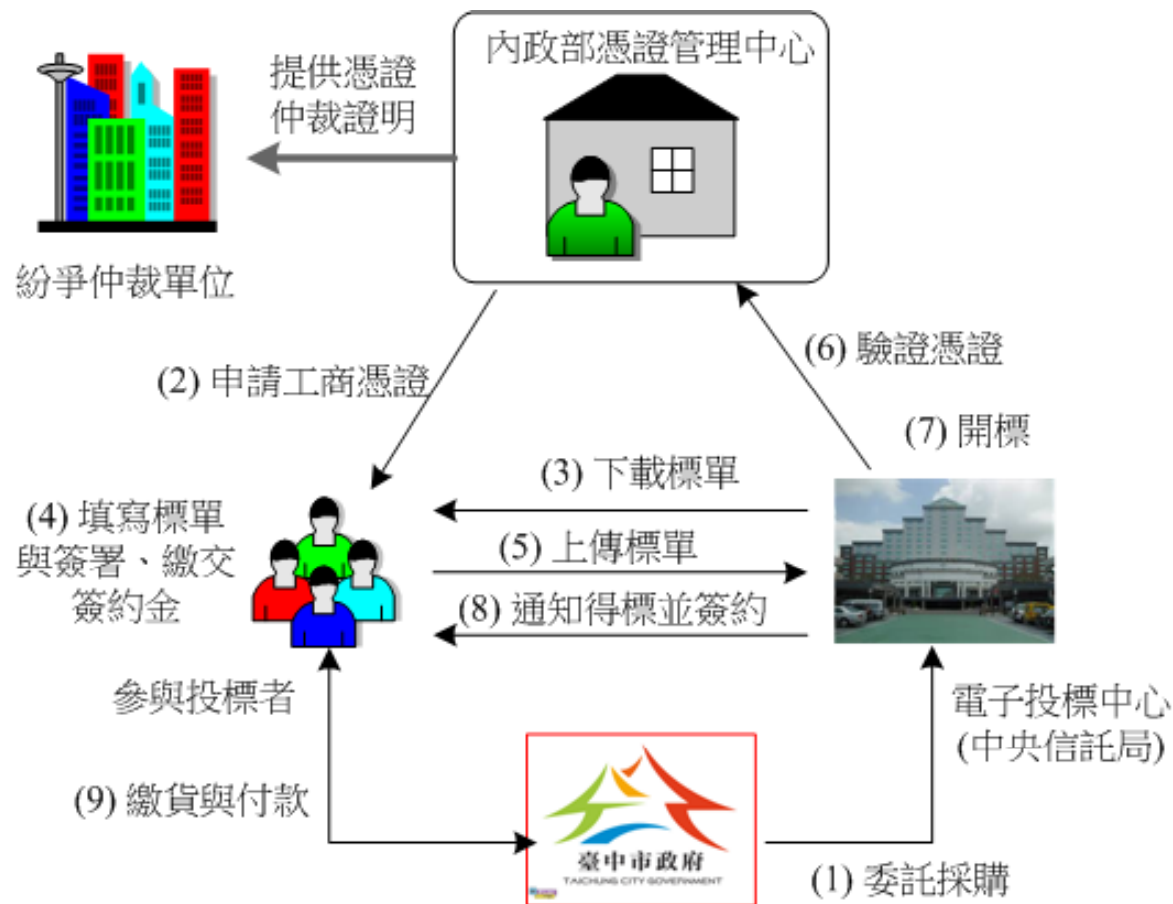 內政部憑證管理中心
提供憑證
仲裁證明
紛爭仲裁單位
(6) 驗證憑證
(2) 申請工商憑證
(7) 開標
(3) 下載標單
(4) 填寫標單
與簽署、繳交
簽約金
(5) 上傳標單
(8) 通知得標並簽約
參與投標者
電子投標中心
(中央信託局)
(9) 繳貨與付款
臺中市政府
TAICHUNG CITY GOVERNMENT
(1) 委託採購